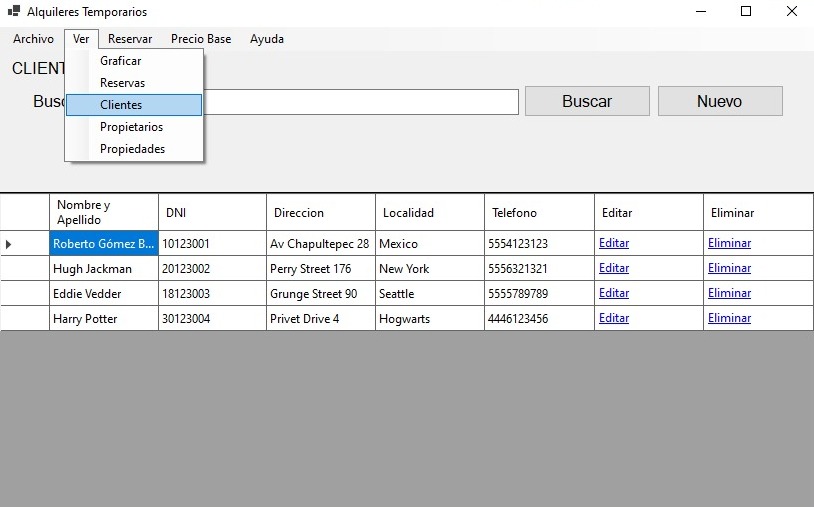 Alquileres Temporarios
Archivo Ver Reservar Precio Base Ayuda
Graficar
Reservas
Clientes
Propietarios
Propiedades
CLIENT
Busc
Buscar Nuevo
Nombre y
Apellido DNI Direccion Localidad Telefono Editar Eliminar
Roberto Gómez B... 10123001 Av Chapultepec 28 Mexico 5554123123 Editar Eliminar
Hugh Jackman 20123002 Perry Street 176 New York 5556321321 Editar Eliminar
Eddie Vedder 18123003 Grunge Street 90 Seattle 5555789789 Editar Eliminar
Harry Potter 30123004 Privet Drive 4 Hogwarts 4446123456 Editar Eliminar